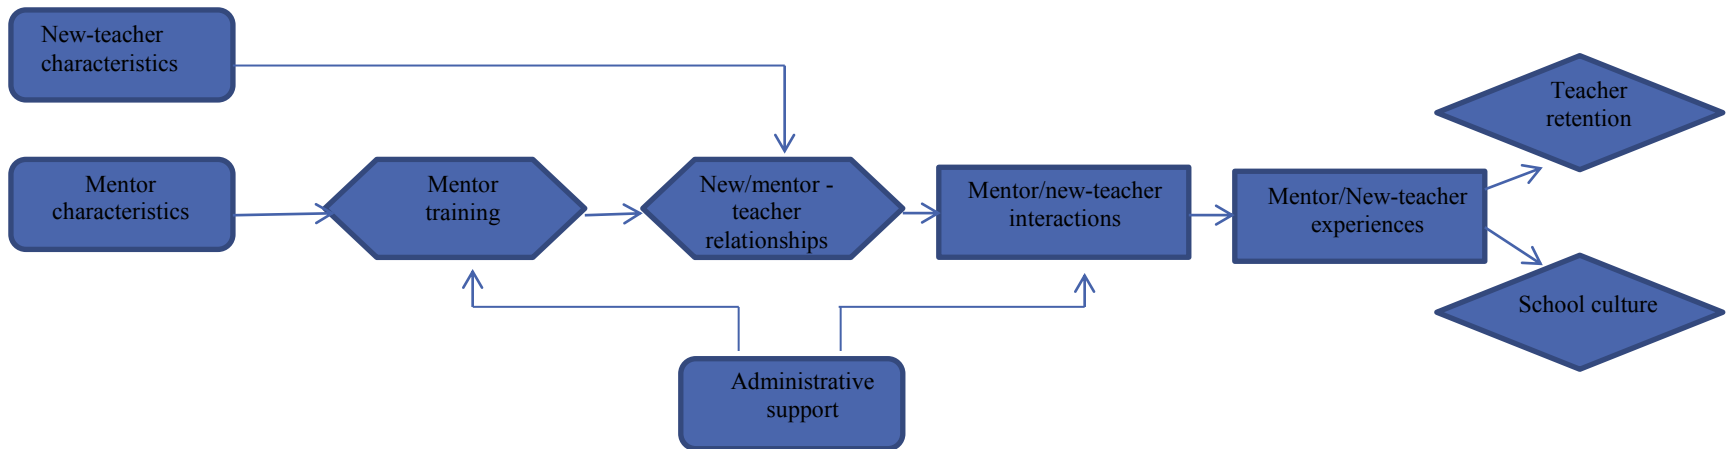 New-teacher
characteristics
Mentor
characteristics
Mentor
training
New/mentor -
teacher
relationships
Mentor/new-teacher
interactions
Mentor/New-teacher
experiences
Teacher
retention
School culture
Administrative
support